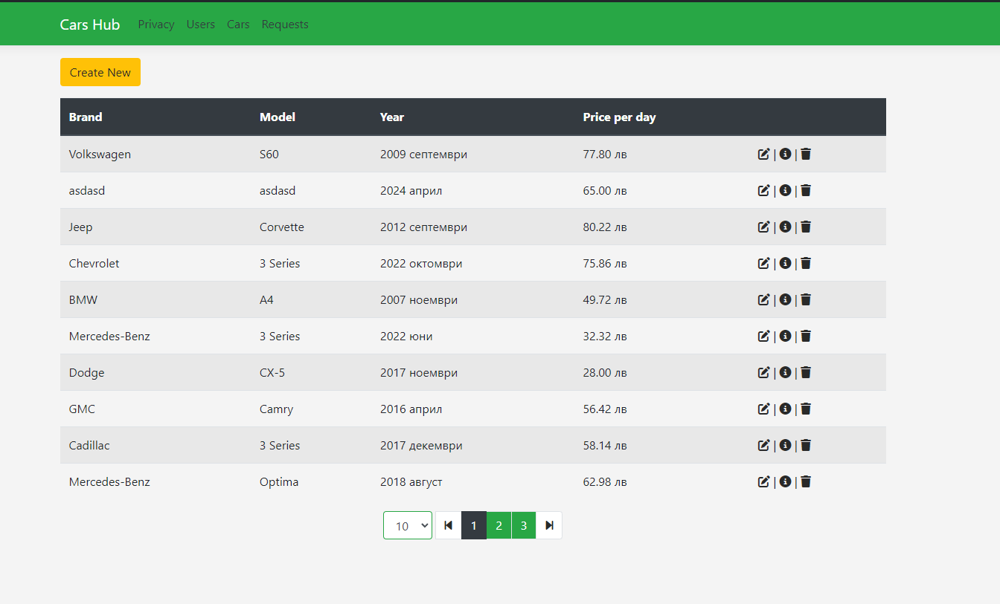 Cars Hub Privacy Users Cars Requests
Create New
Brand Model Year Price per day
Volkswagen S60 2009 септември 77.80 лв | |
asdasd asdasd 2024 април 65.00 лв | |
Jeep Corvette 2012 септември 80.22 лв | |
Chevrolet 3 Series 2022 октомври 75.86 лв | |
BMW A4 2007 ноември 49.72 лв | |
Mercedes-Benz 3 Series 2022 юни 32.32 лв | |
Dodge CX-5 2017 ноември 28.00 лв | |
GMC Camry 2016 април 56.42 лв | |
Cadillac 3 Series 2017 декември 58.14 лв | |
Mercedes-Benz Optima 2018 август 62.98 лв | |
10 1 2 3